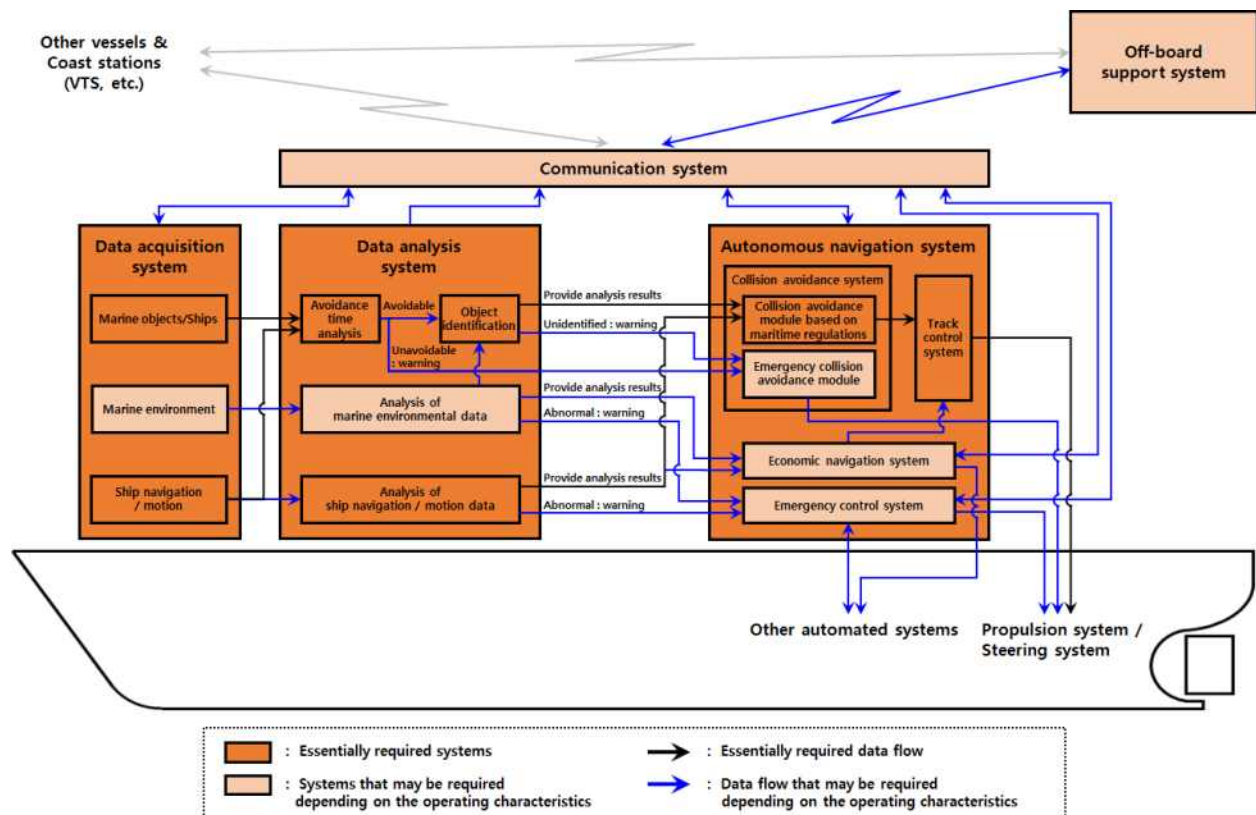 Other vessels &
Coast stations
(VTS, etc.)
Off-board
support system
Communication system
Data acquisition
system
Marine objects/Ships
Marine environment
Ship navigation
/ motion
Data analysis
system
Avoidance
time
analysis
Avoidable
Object
identification
Unavoidable
: warning
Analysis of
marine environmental data
Analysis of
ship navigation / motion data
Provide analysis results
Unidentified : warning
Provide analysis results
Abnormal : warning
Provide analysis results
Abnormal : warning
Autonomous navigation system
Collision avoidance system
Collision avoidance
module based on
maritime regulations
Emergency collision
avoidance module
Track
control
system
Economic navigation system
Emergency control system
Other automated systems
Propulsion system /
Steering system
: Essentially required systems
: Systems that may be required
depending on the operating characteristics
: Essentially required data flow
: Data flow that may be required
depending on the operating characteristics